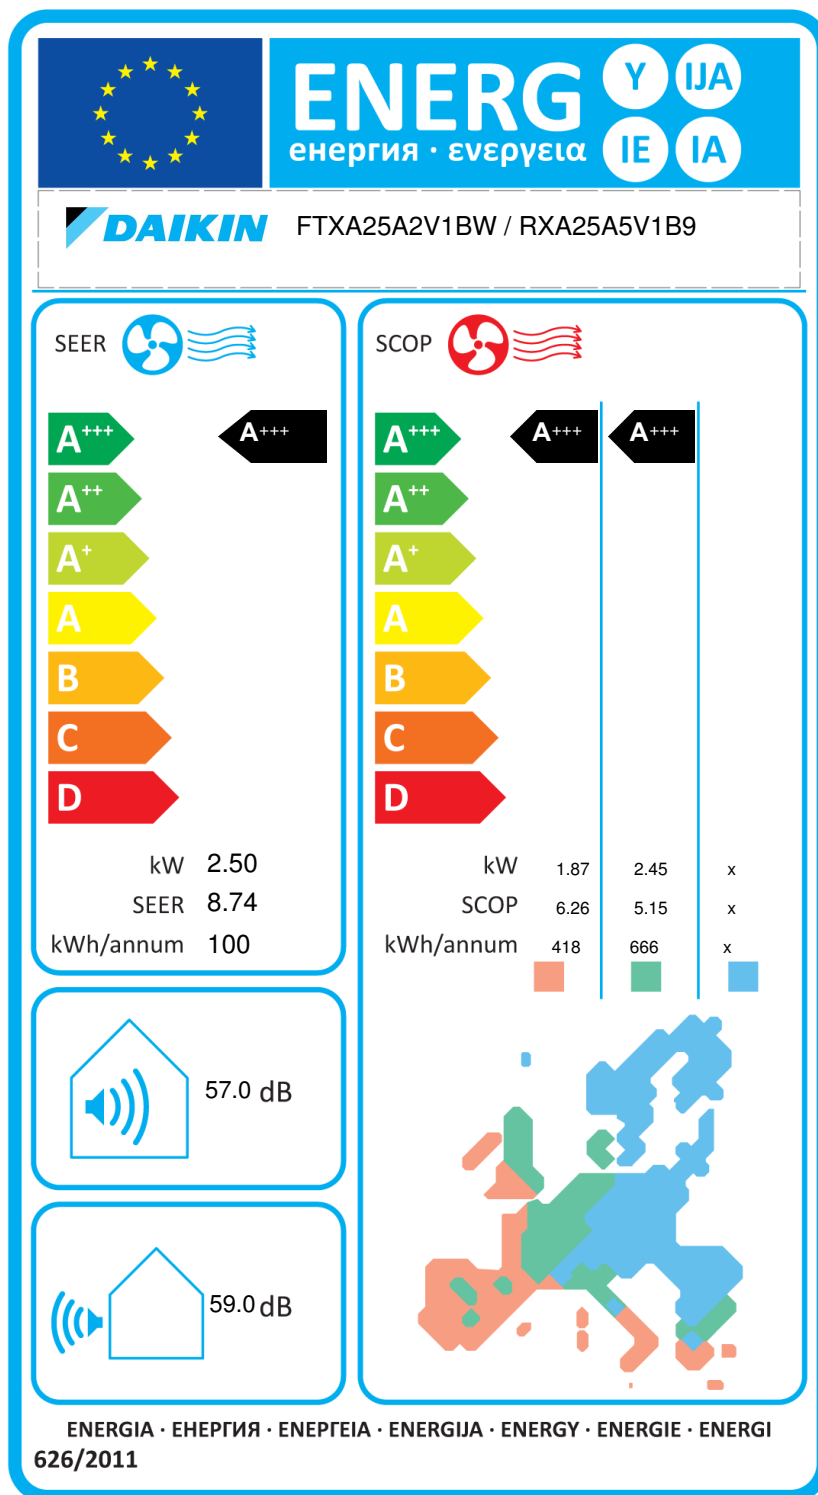 ENERG
енергия · ενεργεια
Y IJA
IE IA
DAIKIN FTXA25A2V1BW / RXA25A5V1B9
SEER
A+++ A+++
A++
A+
A
B
C
D
kW 2.50
SEER 8.74
kWh/annum 100
SCOP
A+++ A+++ A+++
A++
A+
A
B
C
D
kW 1.87 2.45 x
SCOP 6.26 5.15 x
kWh/annum 418 666 x
57.0 dB
59.0 dB
ENERGIA · ЕНЕРГИЯ · ΕΝΕΡΓΕΙΑ · ENERGIJA · ENERGY · ENERGIE · ENERGI
626/2011